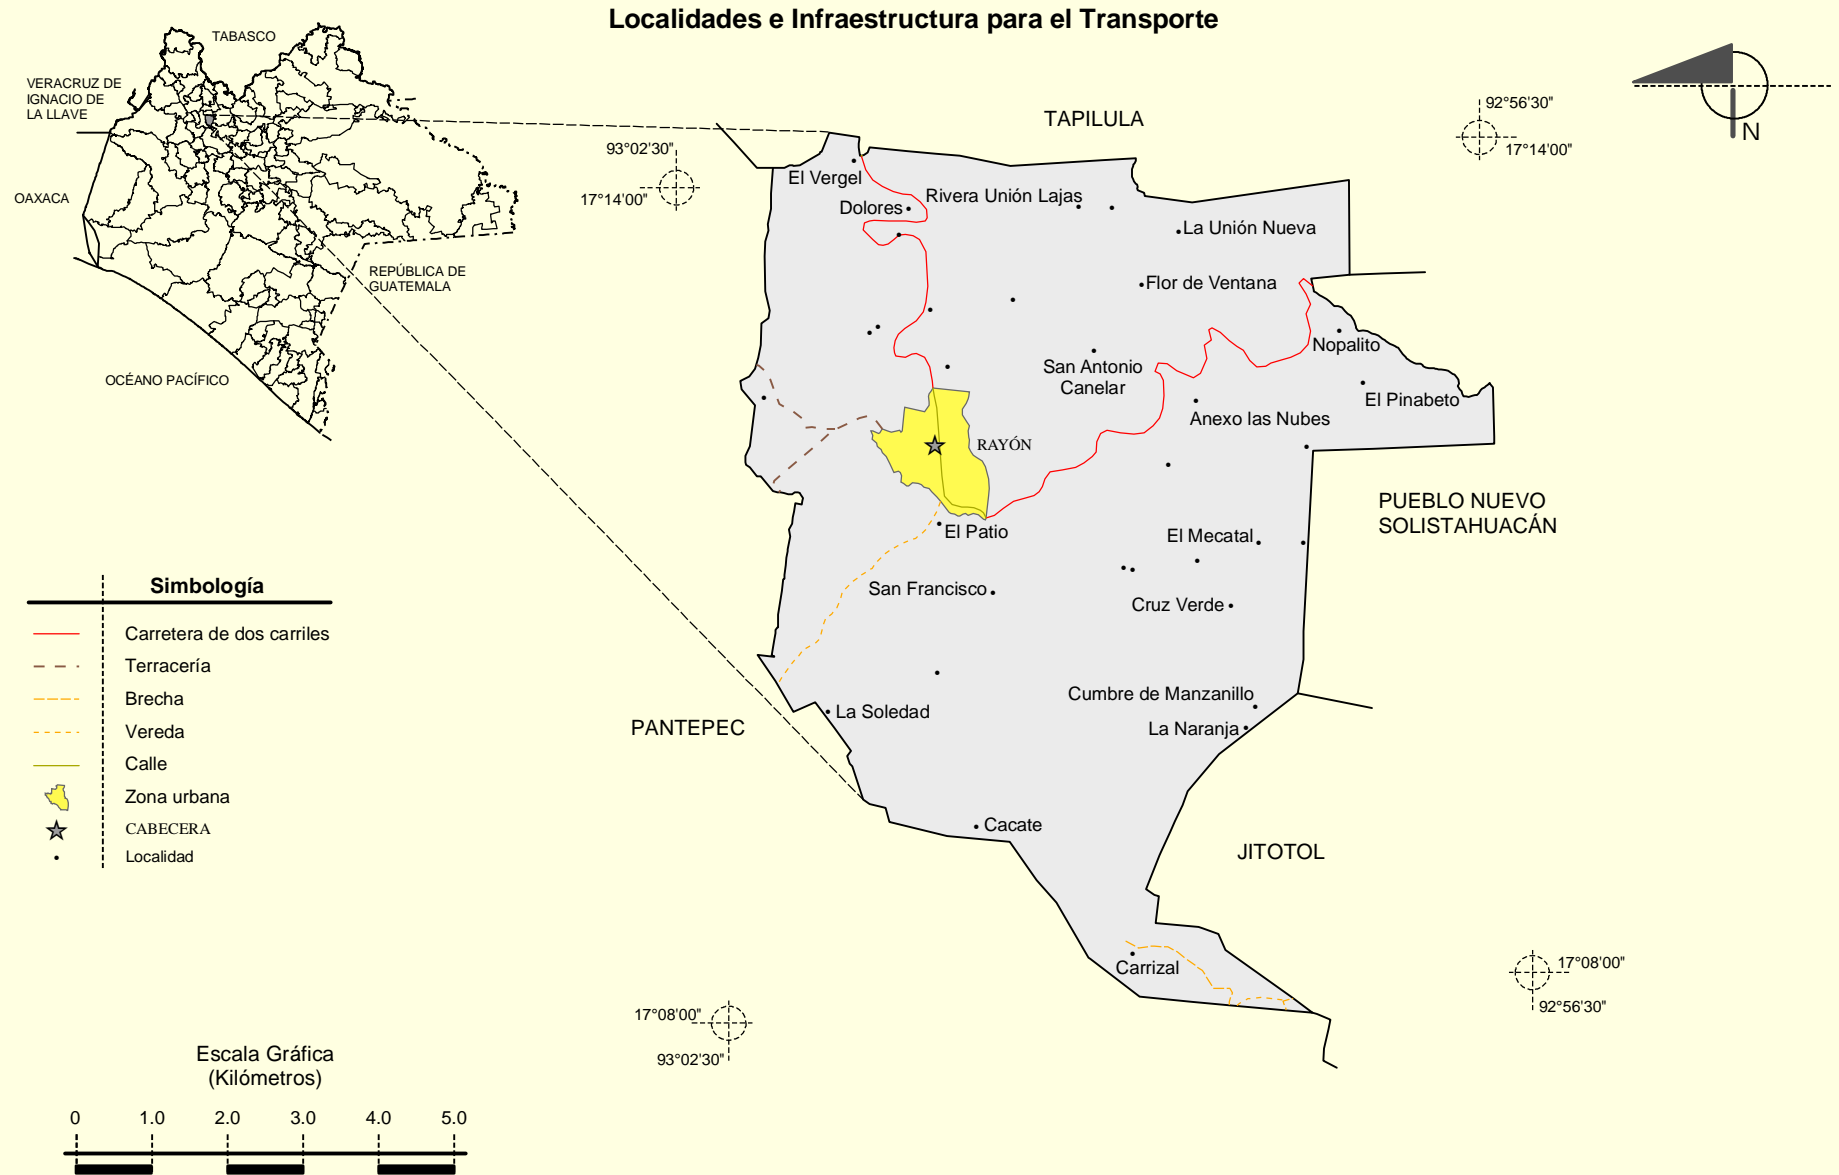 Localidades e Infraestructura para el Transporte
TABASCO
VERACRUZ DE
IGNACIO DE
LA LLAVE
OAXACA
REPÚBLICA DE
GUATEMALA
OCÉANO PACÍFICO
93°02'30"
17°14'00"
TAPILULA
92°56'30"
17°14'00"
N
El Vergel
Dolores
Rivera Unión Lajas
La Unión Nueva
Flor de Ventana
Nopalito
San Antonio
Canelar
El Pinabeto
Anexo las Nubes
RAYÓN
PUEBLO NUEVO
SOLISTAHUACÁN
El Patio
El Mecatal
San Francisco
Cruz Verde
Cumbre de Manzanillo
La Soledad
La Naranja
PANTEPEC
Cacate
JITOTOL
Carrizal
17°08'00"
92°56'30"
17°08'00"
93°02'30"
Simbología
Carretera de dos carriles
Terracería
Brecha
Vereda
Calle
Zona urbana
CABECERA
Localidad
Escala Gráfica
(Kilómetros)
0 1.0 2.0 3.0 4.0 5.0